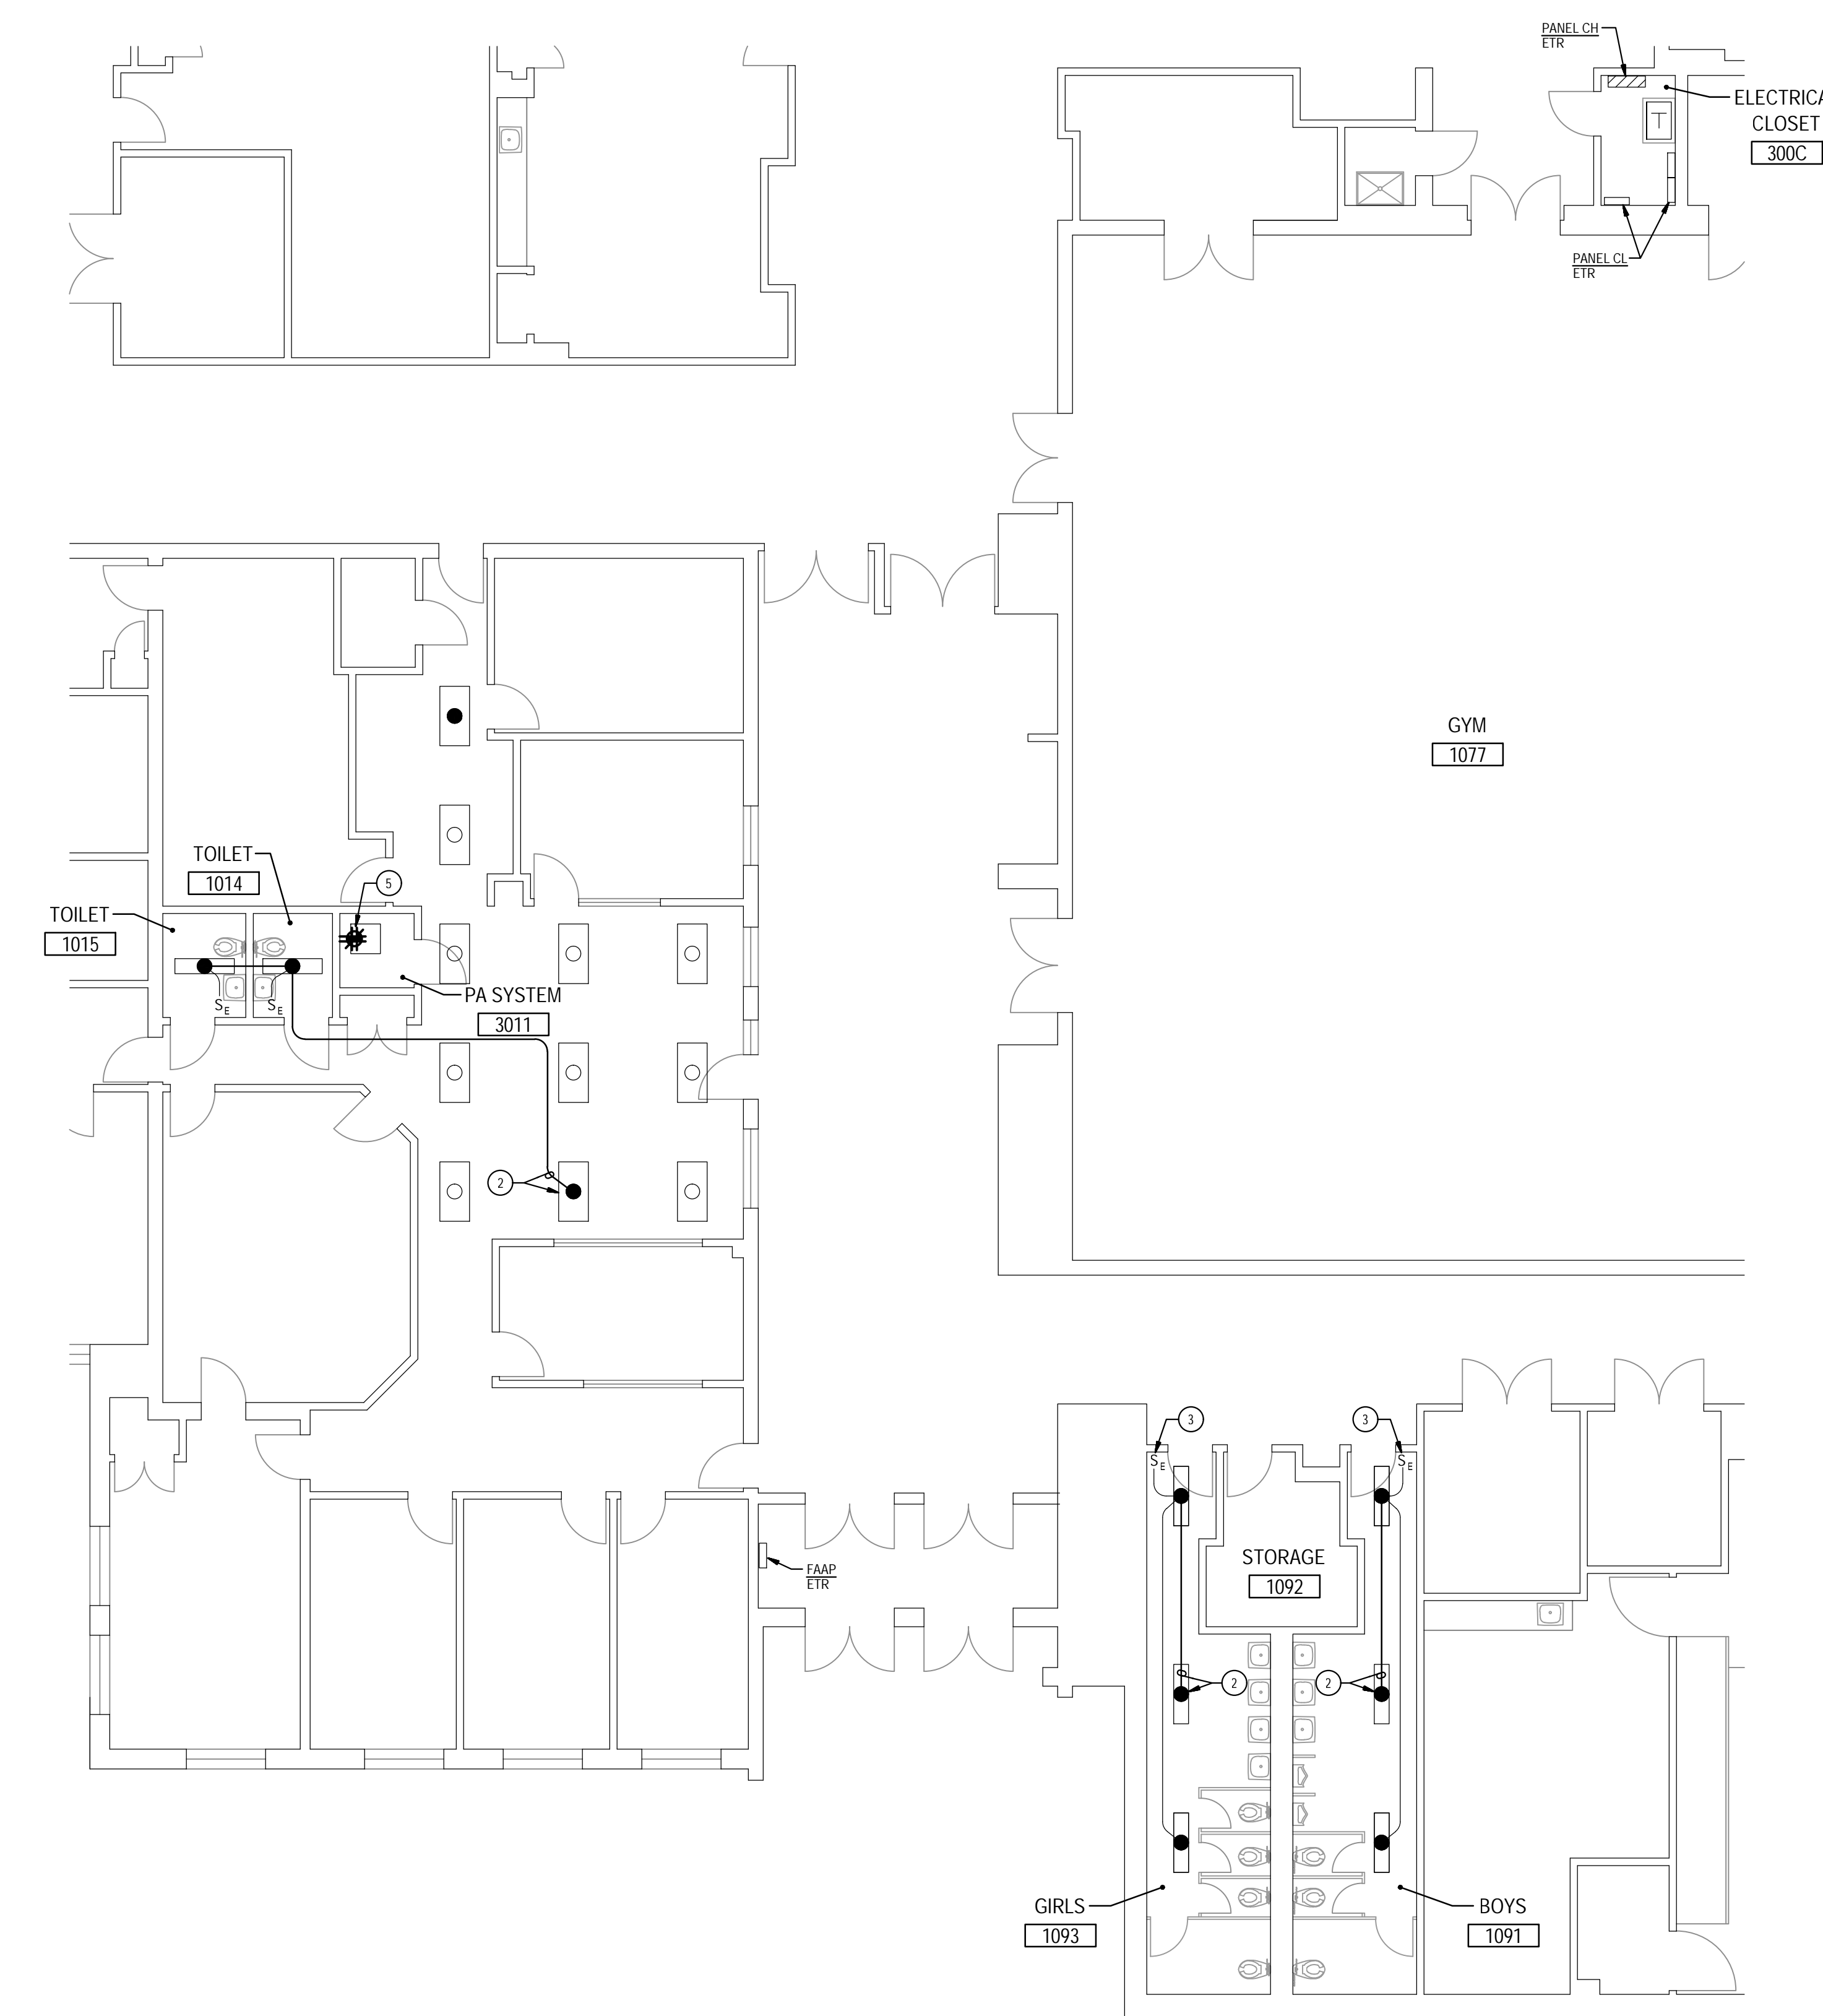 PANEL CH
ETR
CLOSET
300C
PANEL CL
ETR
T
GYM
1077
TOILET
1014
5
TOILET
1015
PA SYSTEM
3011
SE
SE
2
3
3
SE
SE
STORAGE
1092
FAAP
ETR
2
2
GIRLS
1093
BOYS
1091